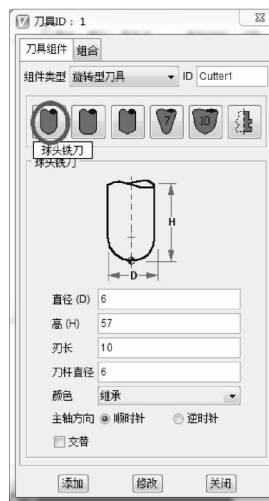 刀具ID: 1
刀具组件 组合
组件类型 旋转型刀具 ID Cutter1
7 10
球头铣刀
球头铣刀
H
D
直径 (D) 6
高 (H) 57
刃长 10
刀杆直径 6
颜色 继承
主轴方向 顺时针 逆时针
交替
添加 修改 关闭